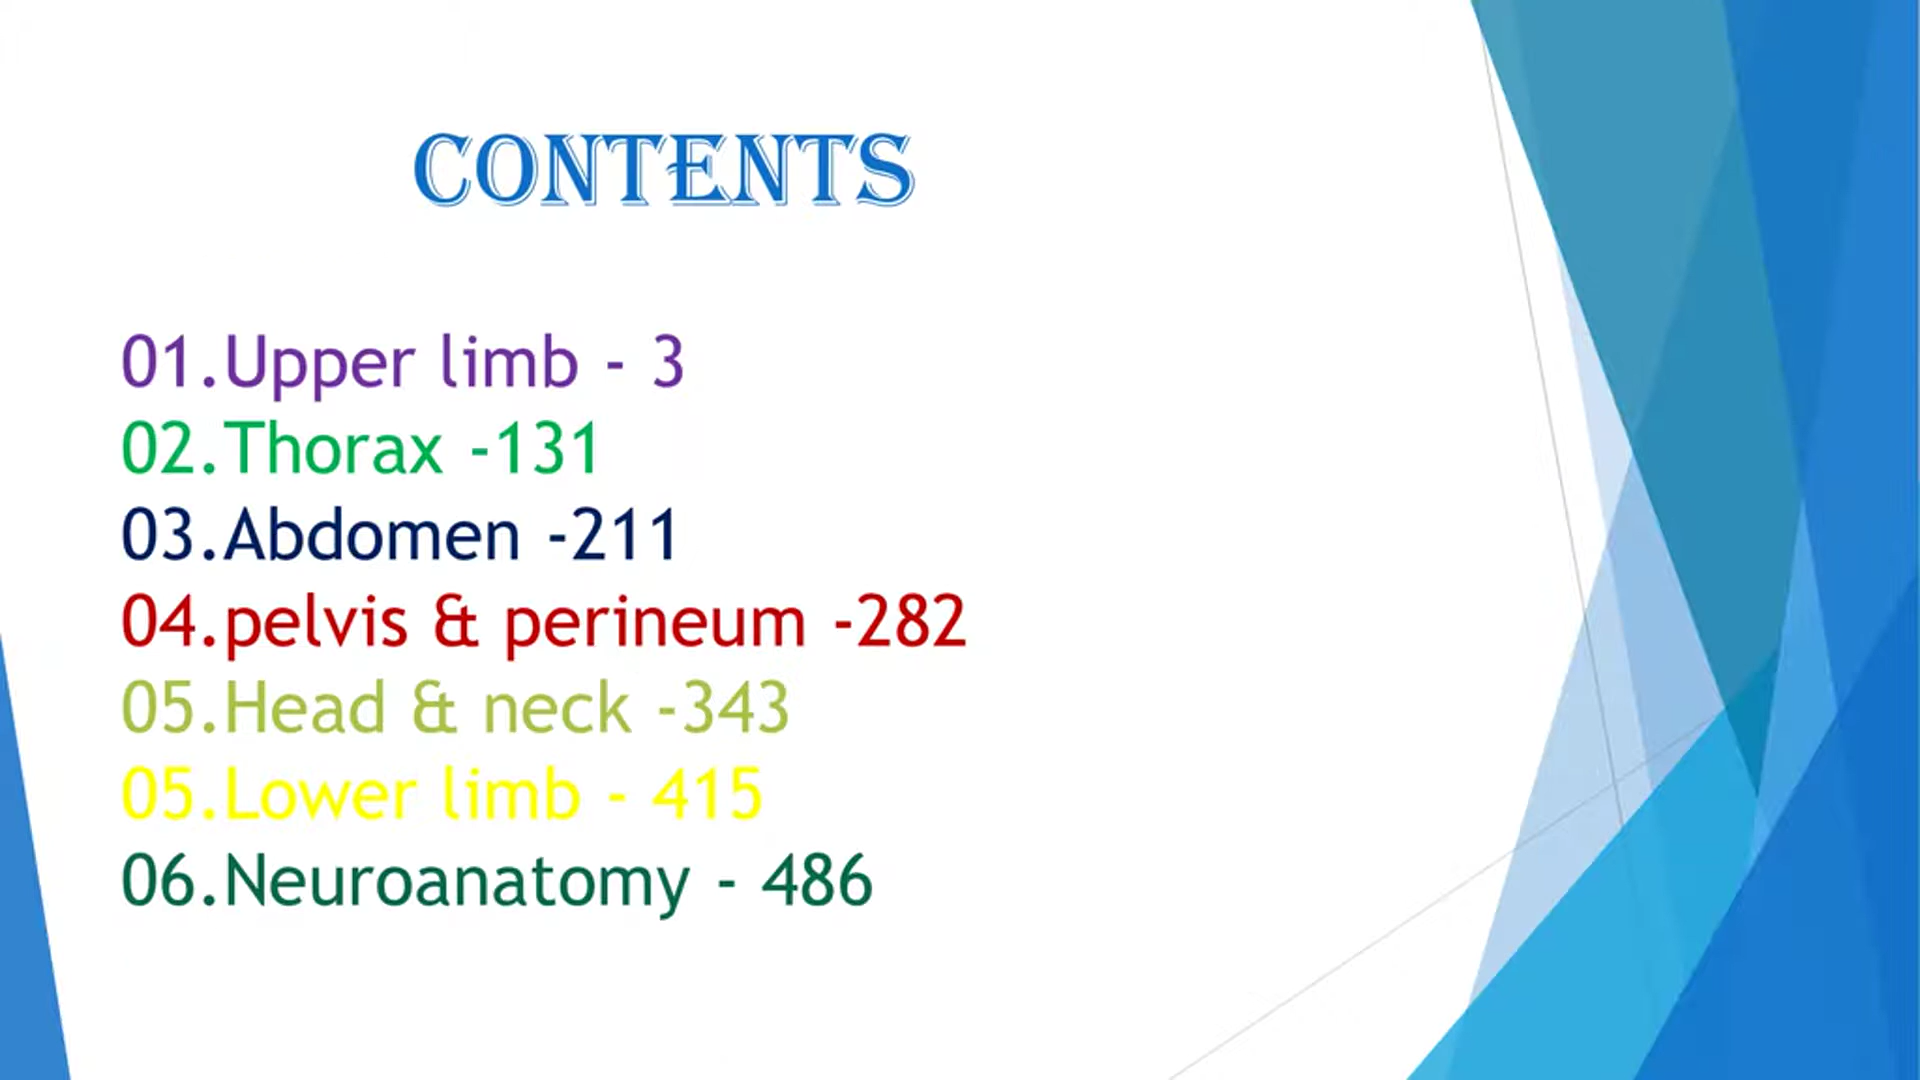 CONTENTS
01.Upper limb - 3
02.Thorax -131
03.Abdomen -211
04.pelvis & perineum -282
05.Head & neck -343
05.Lower limb - 415
06.Neuroanatomy - 486